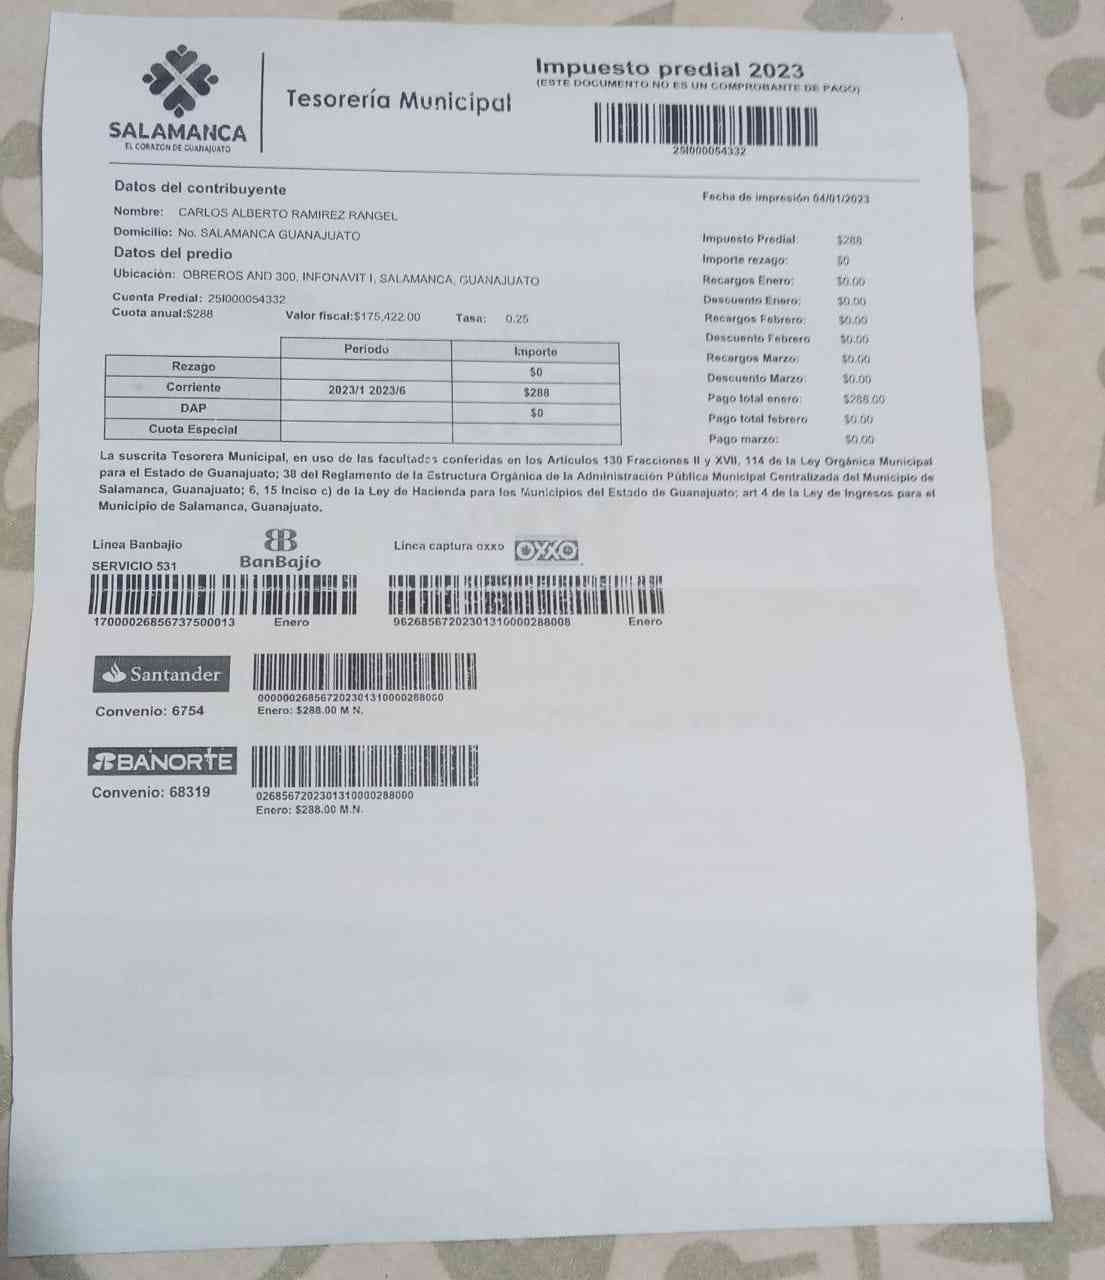 Impuesto predial 2023
(ESTE DOCUMENTO NO ES UN COMPROBANTE DE PAGO)
SALAMANCA
EL CORAZÓN DE GUANAJUATO
Tesorería Municipal
25I000054332
Datos del contribuyente
Nombre: CARLOS ALBERTO RAMIREZ RANGEL
Domicilio: No. SALAMANCA GUANAJUATO
Datos del predio
Ubicación: OBREROS AND 300, INFONAVIT I, SALAMANCA, GUANAJUATO
Cuenta Predial: 25I000054332
Cuota anual:$288 Valor fiscal:$175,422.00 Tasa: 0.25
Fecha de impresión 04/01/2023
Impuesto Predial: $288
Importe rezago: $0
Recargos Enero: $0.00
Descuento Enero: $0.00
Recargos Febrero: $0.00
Descuento Febrero $0.00
Recargos Marzo: $0.00
Descuento Marzo: $0.00
Pago total enero: $288.00
Pago total febrero $0.00
Pago marzo: $0.00
Periodo Importe
Rezago $0
Corriente 2023/1 2023/6 $288
DAP $0
Cuota Especial
La suscrita Tesorera Municipal, en uso de las facultades conferidas en los Artículos 130 Fracciones II y XVII, 114 de la Ley Orgánica Municipal
para el Estado de Guanajuato; 38 del Reglamento de la Estructura Orgánica de la Administración Pública Municipal Centralizada del Municipio de
Salamanca, Guanajuato; 6, 15 Inciso c) de la Ley de Hacienda para los Municipios del Estado de Guanajuato; art 4 de la Ley de Ingresos para el
Municipio de Salamanca, Guanajuato.
Línea Banbajio
SERVICIO 531
BanBajío
17000026856737500013 Enero
Línea captura oxxo OXXO
9626856720230131000028​8008 Enero
Santander
Convenio: 6754
000000268567202301310000288000
Enero: $288.00 M.N.
BANORTE
Convenio: 68319
02685672023013​10000288000
Enero: $288.00 M.N.